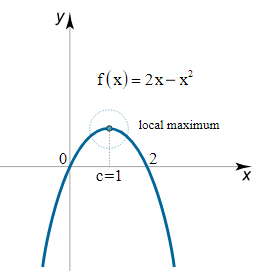 y
f(x) = 2x − x²
local maximum
0
2
c=1
x